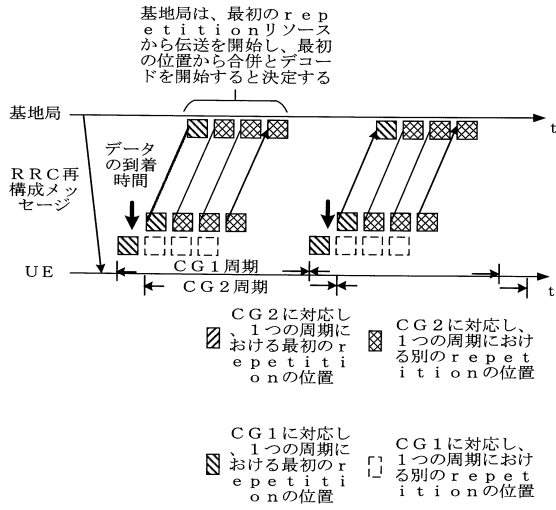 基地局は、最初のｒｅｐ
ｅｔｉｔｉｏｎリソース
から伝送を開始し、最初
の位置から合併とデコー
ドを開始すると決定する
基地局
t
データ
の到着
時間
ＲＲＣ再
構成メッ
セージ
ＵＥ
ＣＧ１周期
ＣＧ２周期
t
ＣＧ２に対応し
、１つの周期に
おける最初のｒ
ｅｐｅｔｉｔｉ
ｏｎの位置
ＣＧ２に対応し、
１つの周期におけ
る別のｒｅｐｅｔ
ｉｔｉｏｎの位置
ＣＧ１に対応し
、１つの周期に
おける最初のｒ
ｅｐｅｔｉｔｉ
ｏｎの位置
ＣＧ１に対応し、
１つの周期におけ
る別のｒｅｐｅｔ
ｉｔｉｏｎの位置